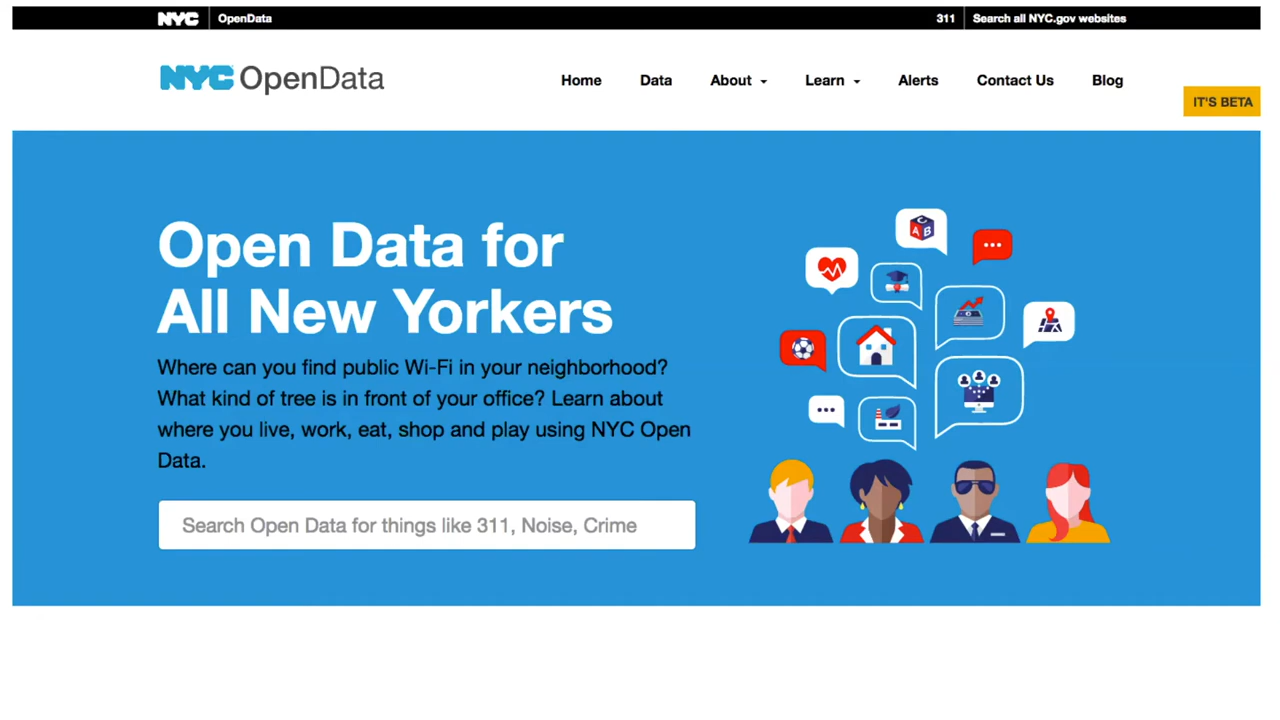 NYC OpenData 311 Search all NYC.gov websites
NYC OpenData Home Data About Learn Alerts Contact Us Blog
IT'S BETA
Open Data for
All New Yorkers
Where can you find public Wi-Fi in your neighborhood?
What kind of tree is in front of your office? Learn about
where you live, work, eat, shop and play using NYC Open
Data.
Search Open Data for things like 311, Noise, Crime
C
A B